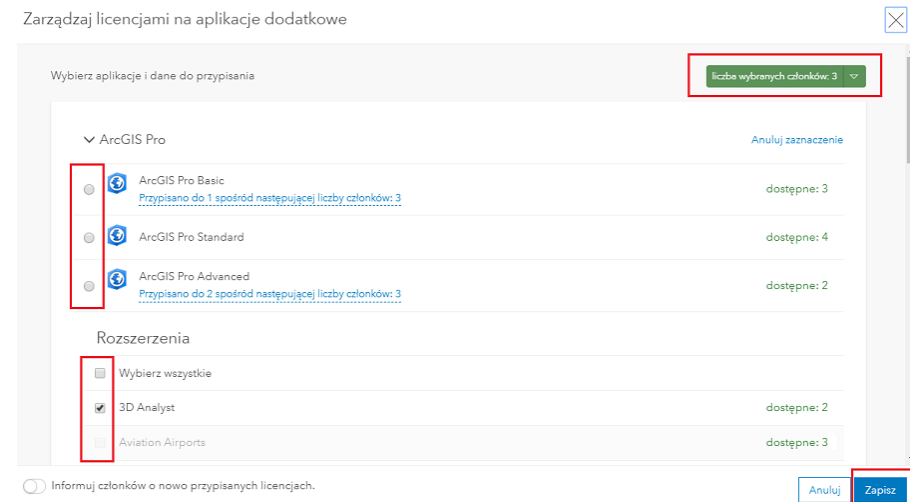 Zarządzaj licencjami na aplikacje dodatkowe
Wybierz aplikacje i dane do przypisania
liczba wybranych członków: 3
ArcGIS Pro
Anuluj zaznaczenie
ArcGIS Pro Basic
Przypisano do 1 spośród następującej liczby członków: 3
dostępne: 3
ArcGIS Pro Standard
dostępne: 4
ArcGIS Pro Advanced
Przypisano do 2 spośród następującej liczby członków: 3
dostępne: 2
Rozszerzenia
Wybierz wszystkie
3D Analyst
dostępne: 2
Aviation Airports
dostępne: 3
Informuj członków o nowo przypisanych licencjach.
Anuluj
Zapisz